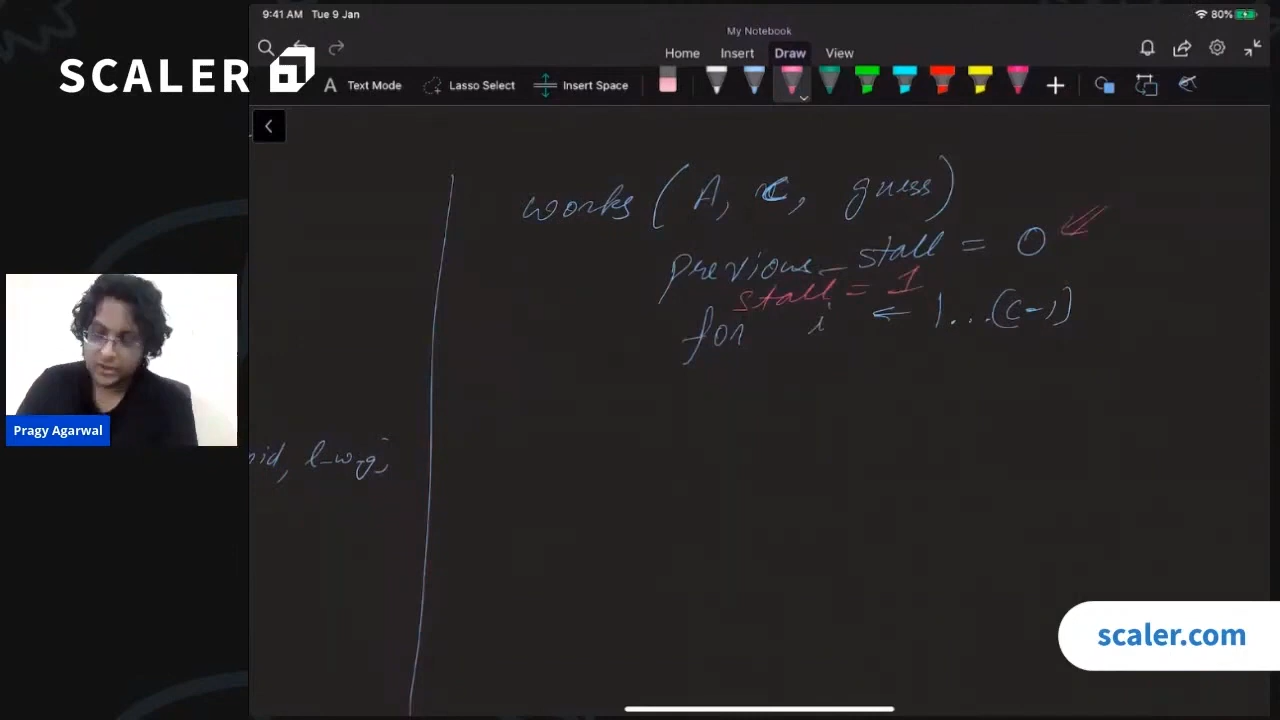 9:41 AM Tue 9 Jan
80%
My Notebook
SCALER
Home Insert Draw View
A Text Mode Lasso Select Insert Space
works (A, C, guess)
previous_stall = 0
stall = 1
for i ← 1...(C-1)
Pragy Agarwal
mid, l-w-g,
scaler.com